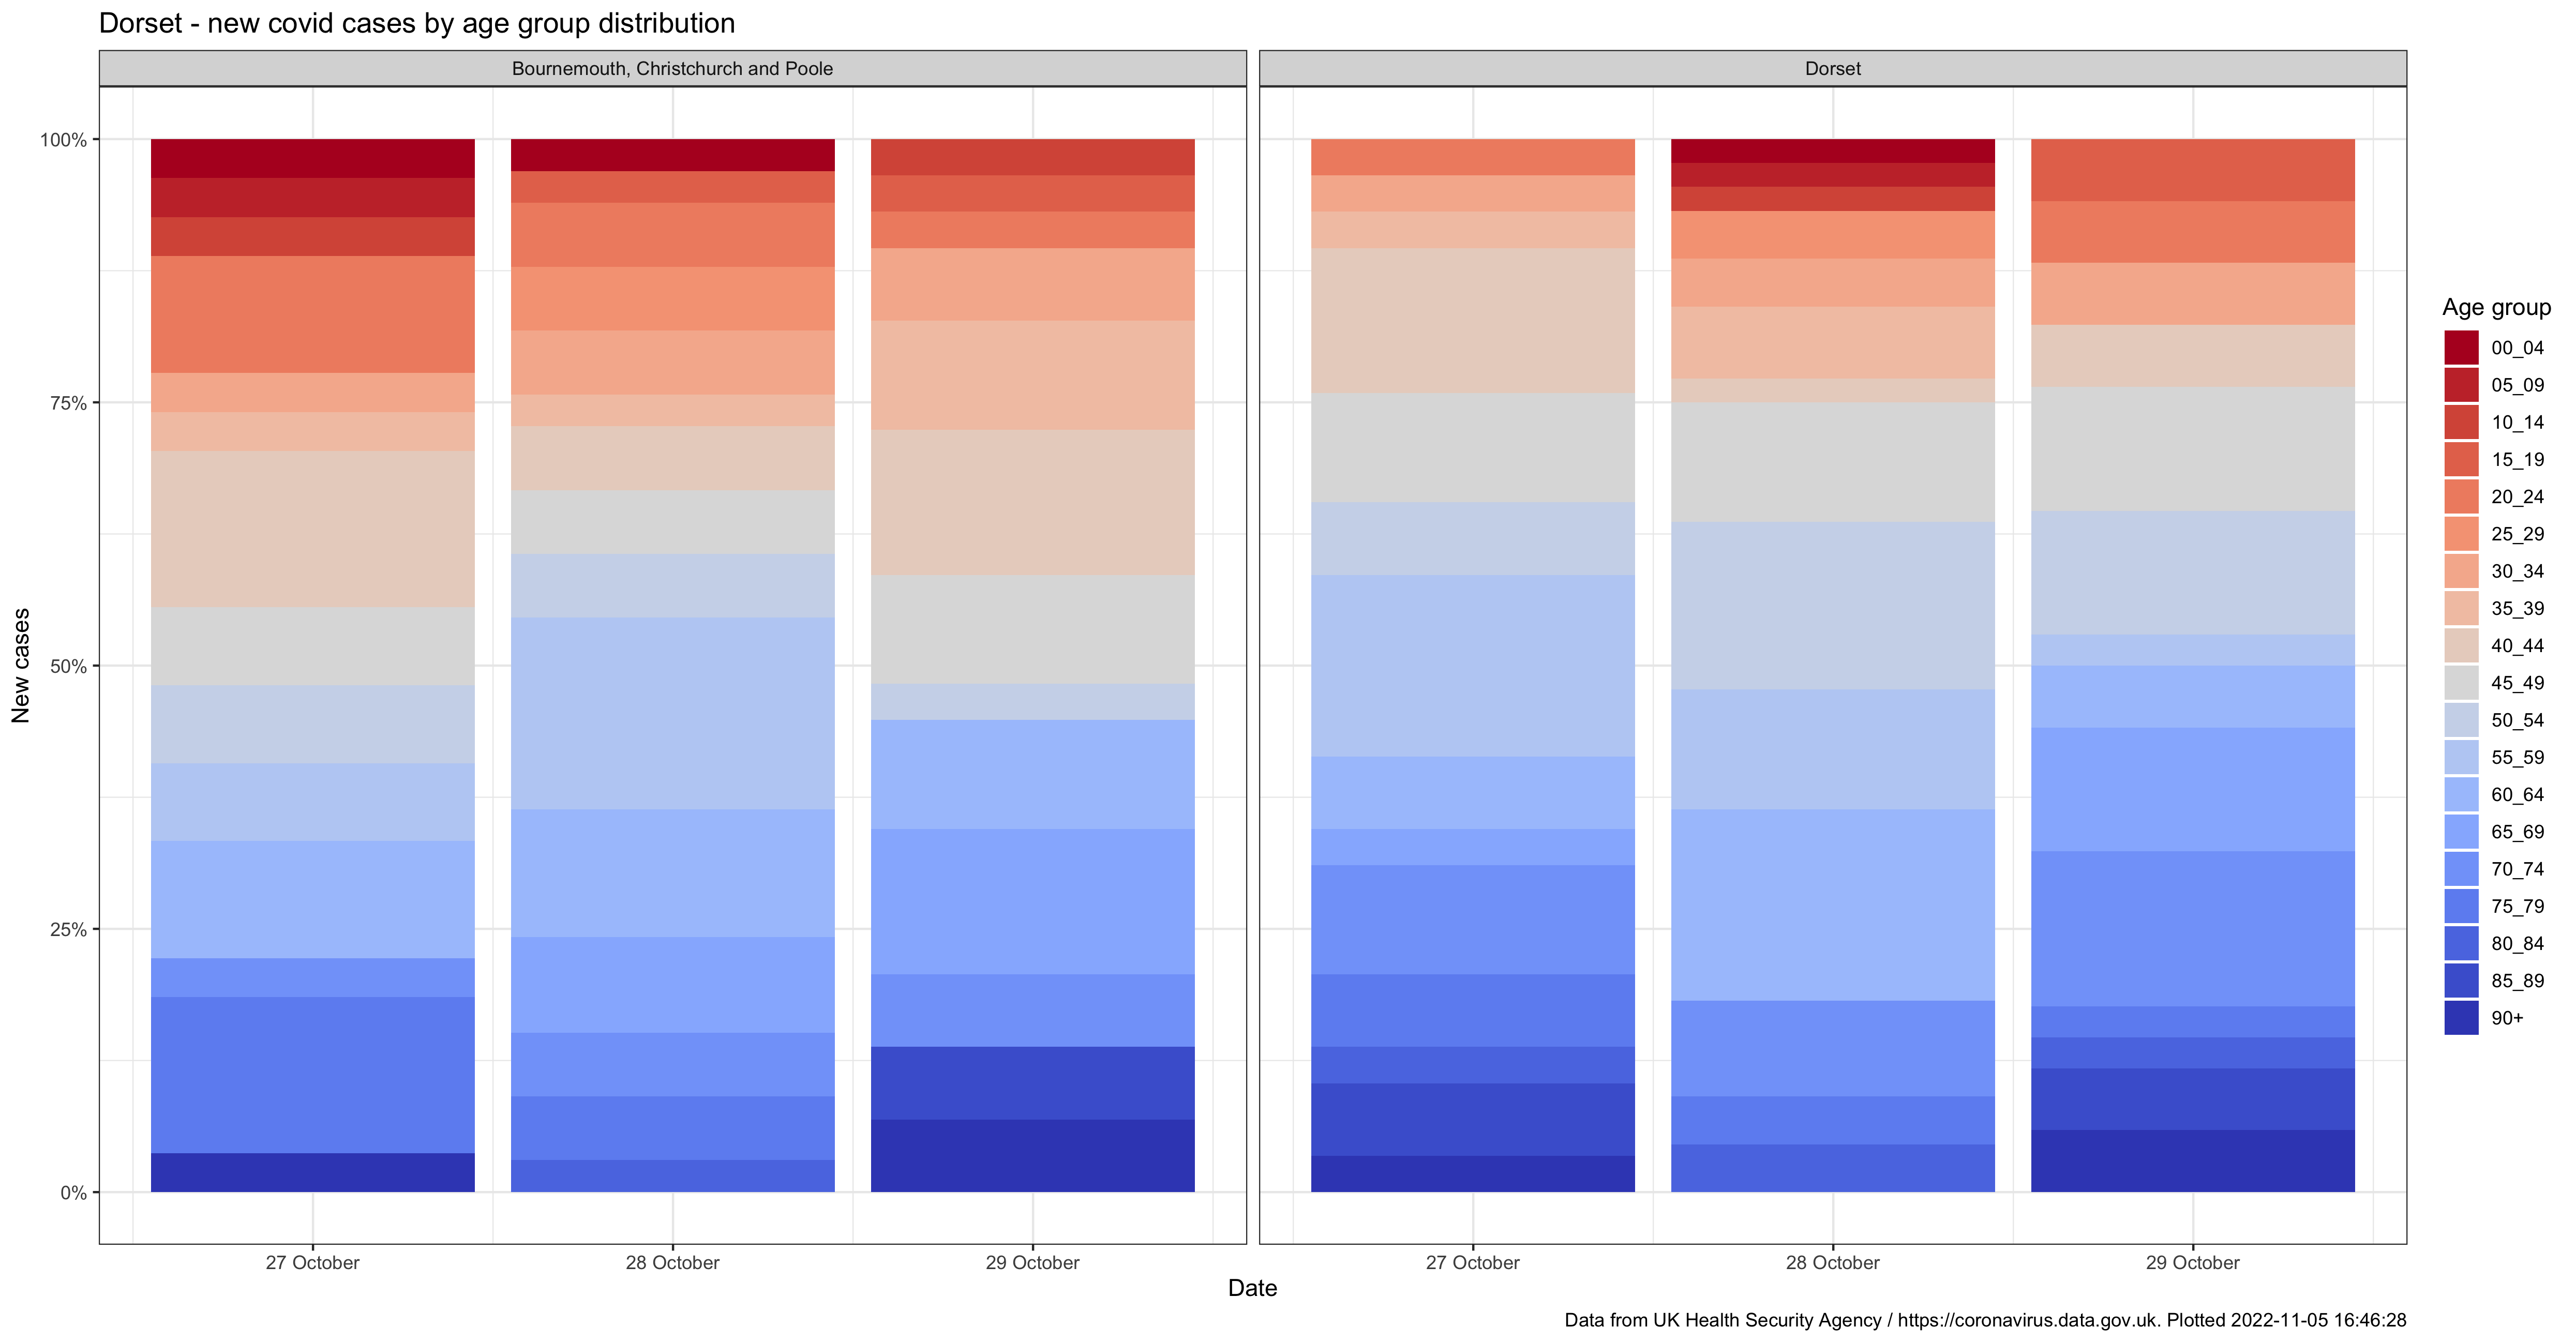 Dorset - new covid cases by age group distribution
Bournemouth, Christchurch and Poole
Dorset
100%
75%
50%
25%
0%
New cases
27 October
28 October
29 October
27 October
28 October
29 October
Date
Age group
00_04
05_09
10_14
15_19
20_24
25_29
30_34
35_39
40_44
45_49
50_54
55_59
60_64
65_69
70_74
75_79
80_84
85_89
90+
Data from UK Health Security Agency / https://coronavirus.data.gov.uk. Plotted 2022-11-05 16:46:28